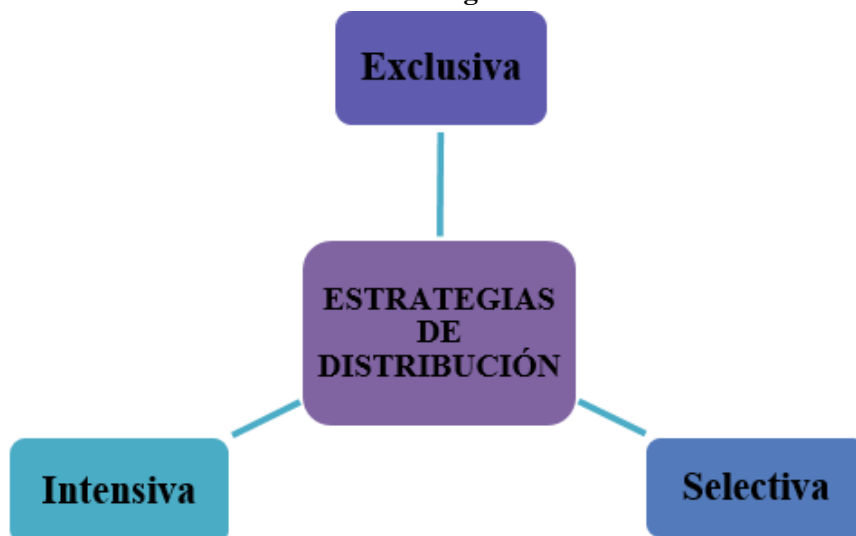 Exclusiva
ESTRATEGIAS
DE
DISTRIBUCIÓN
Intensiva
Selectiva